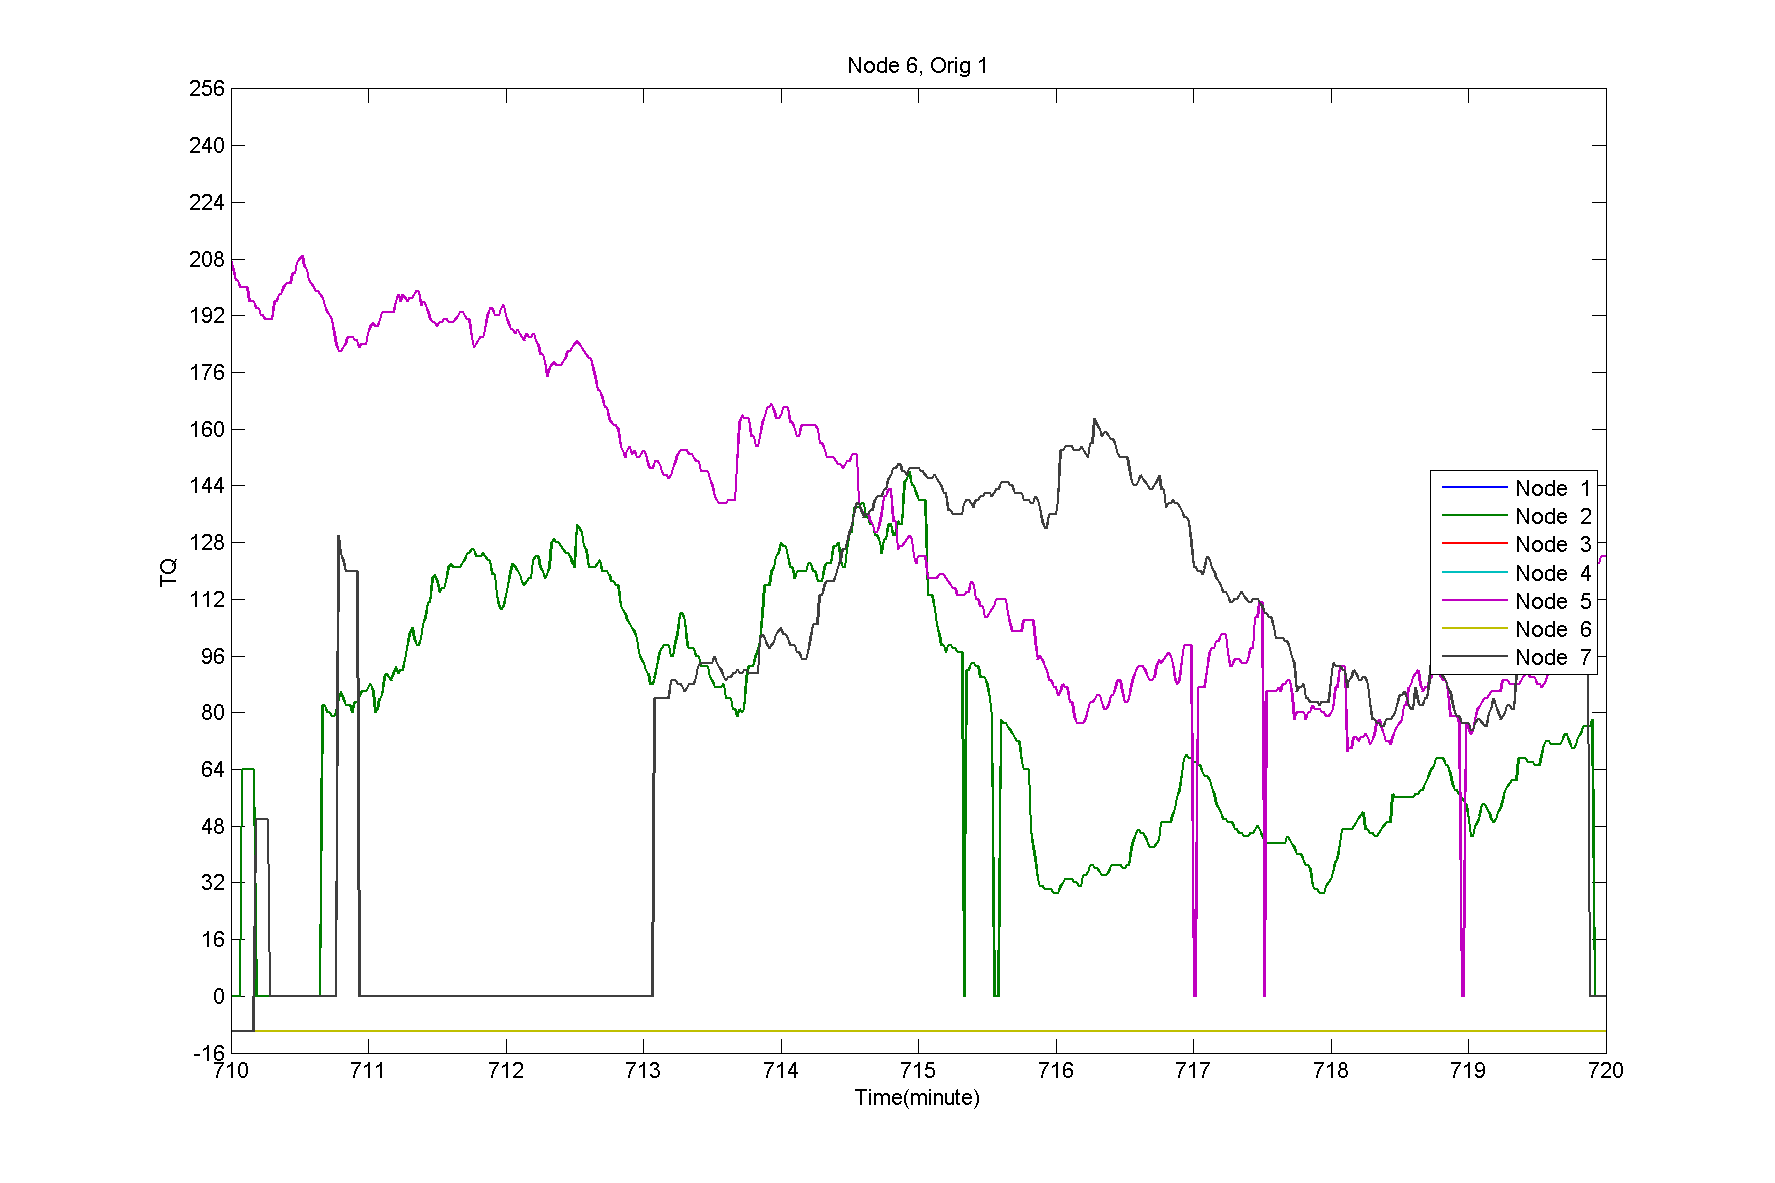 Node 6, Orig 1
256
240
224
208
192
176
160
144
128
112
96
80
64
48
32
16
0
-16
TQ
Node 1
Node 2
Node 3
Node 4
Node 5
Node 6
Node 7
710 711 712 713 714 715 716 717 718 719 720
Time(minute)